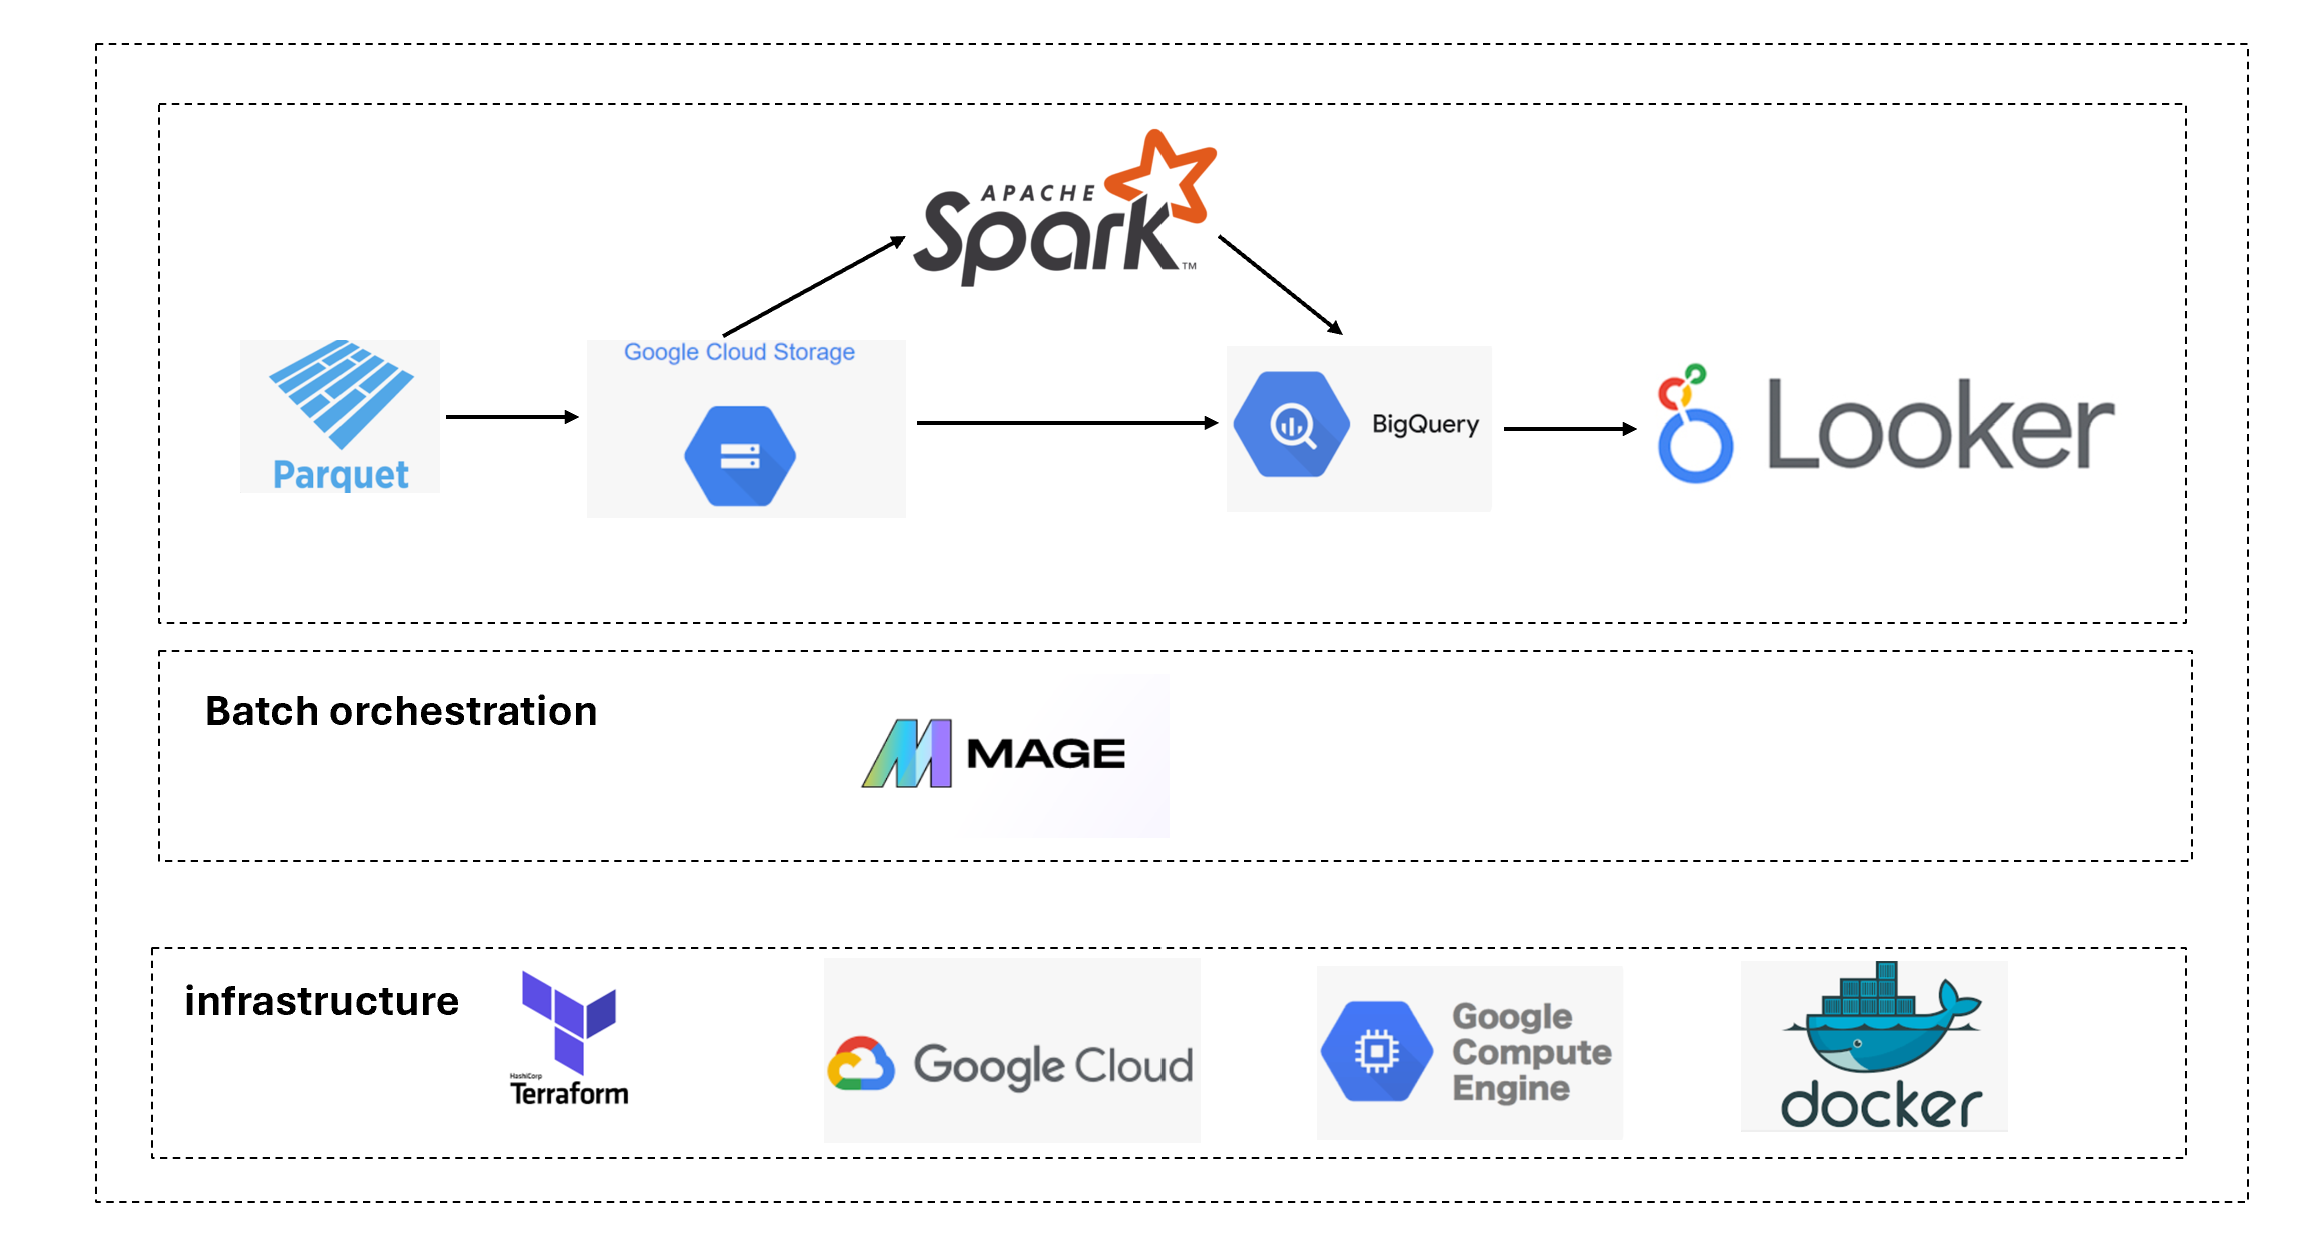 APACHE
Spark™
Google Cloud Storage
Parquet
BigQuery
Looker
Batch orchestration
MAGE
infrastructure
HashiCorp
Terraform
Google Cloud
Google
Compute
Engine
docker